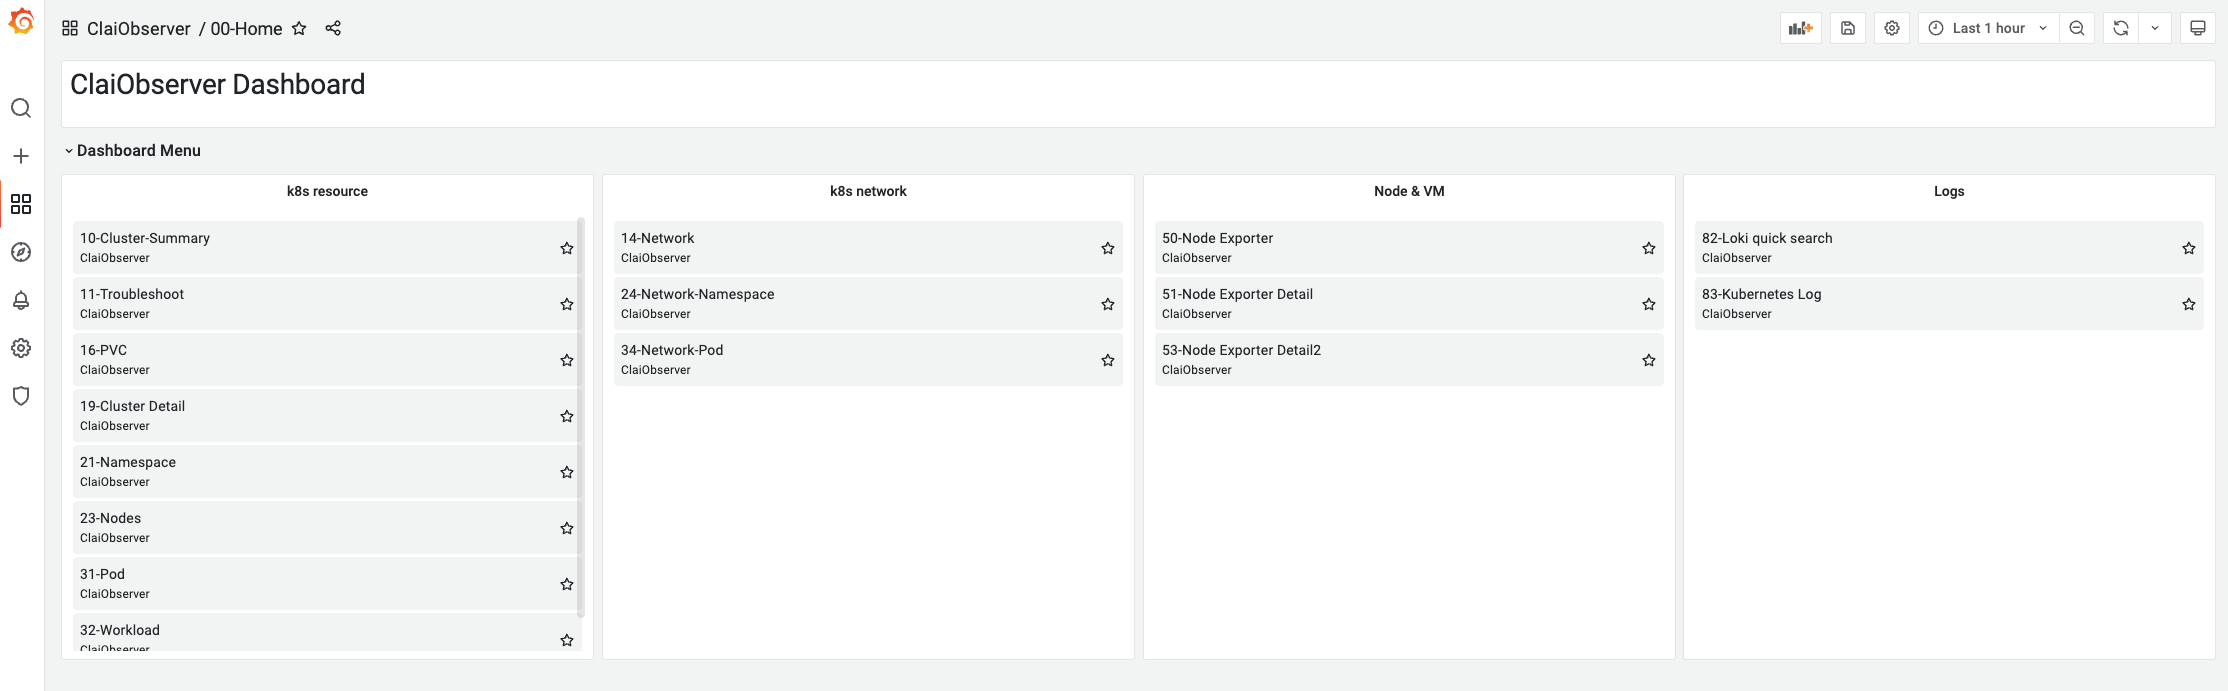 ClaiObserver / 00-Home
Last 1 hour
ClaiObserver Dashboard
Dashboard Menu
k8s resource
10-Cluster-Summary
ClaiObserver
11-Troubleshoot
ClaiObserver
16-PVC
ClaiObserver
19-Cluster Detail
ClaiObserver
21-Namespace
ClaiObserver
23-Nodes
ClaiObserver
31-Pod
ClaiObserver
32-Workload
ClaiObserver
k8s network
14-Network
ClaiObserver
24-Network-Namespace
ClaiObserver
34-Network-Pod
ClaiObserver
Node & VM
50-Node Exporter
ClaiObserver
51-Node Exporter Detail
ClaiObserver
53-Node Exporter Detail2
ClaiObserver
Logs
82-Loki quick search
ClaiObserver
83-Kubernetes Log
ClaiObserver